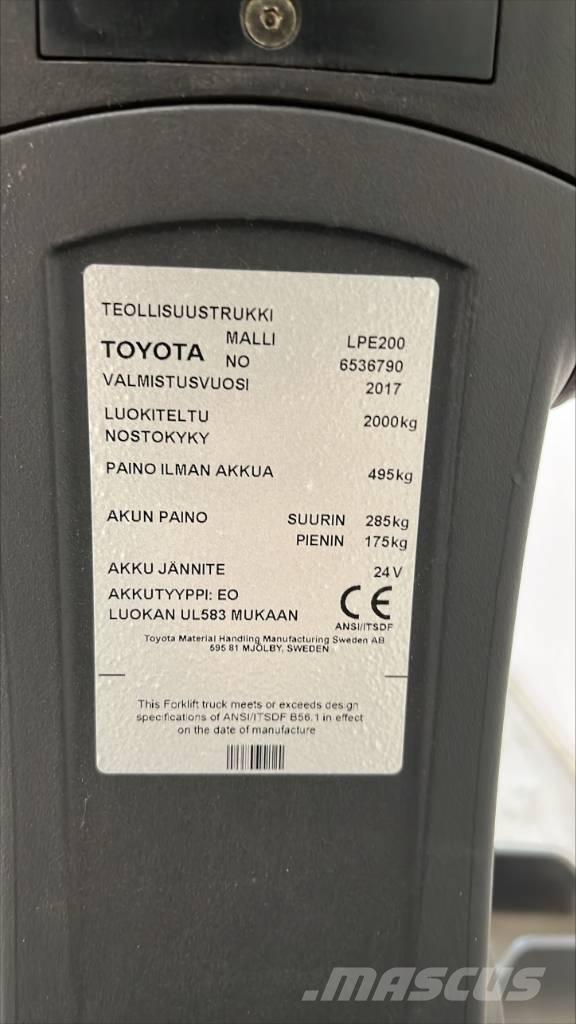 TEOLLISUUSTRUKKI
TOYOTA MALLI LPE200
NO 6536790
VALMISTUSVUOSI 2017
LUOKITELTU 2000kg
NOSTOKYKY
PAINO ILMAN AKKUA 495kg
AKUN PAINO SUURIN 285kg
PIENIN 175kg
AKKU JÄNNITE 24V
AKKUTYYPPI: EO CE
LUOKAN UL583 MUKAAN ANSI/ITSDF
Toyota Material Handling Manufacturing Sweden AB
595 81 MJÖLBY, SWEDEN
This Forklift truck meets or exceeds design
specifications of ANSI/ITSDF B56.1 in effect
on the date of manufacture
MASCUS